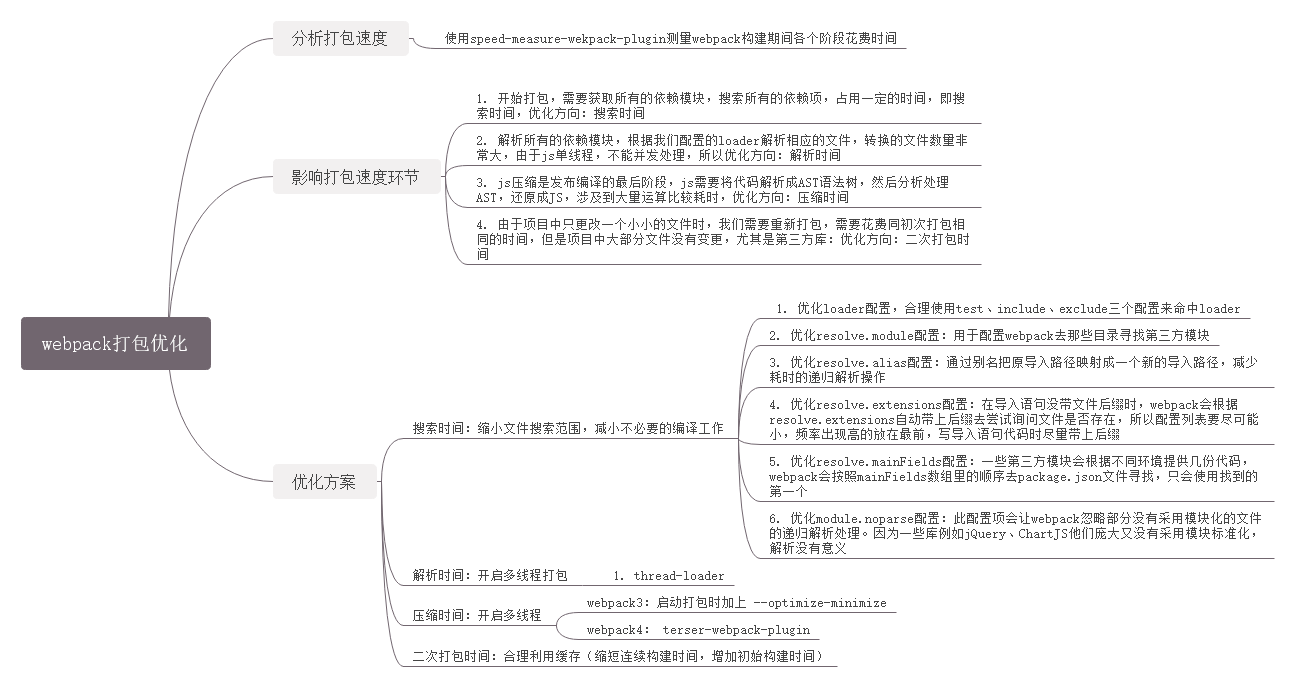 分析打包速度
使用speed-measure-wekpack-plugin测量webpack构建期间各个阶段花费时间
影响打包速度环节
1. 开始打包，需要获取所有的依赖模块，搜索所有的依赖项，占用一定的时间，即搜
索时间，优化方向：搜索时间
2. 解析所有的依赖模块，根据我们配置的loader解析相应的文件，转换的文件数量非
常大，由于js单线程，不能并发处理，所以优化方向：解析时间
3. js压缩是发布编译的最后阶段，js需要将代码解析成AST语法树，然后分析处理
AST，还原成JS，涉及到大量运算比较耗时，优化方向：压缩时间
4. 由于项目中只更改一个小小的文件时，我们需要重新打包，需要花费同初次打包相
同的时间，但是项目中大部分文件没有变更，尤其是第三方库：优化方向：二次打包时
间
webpack打包优化
优化方案
搜索时间：缩小文件搜索范围，减小不必要的编译工作
1. 优化loader配置，合理使用test、include、exclude三个配置来命中loader
2. 优化resolve.module配置：用于配置webpack去那些目录寻找第三方模块
3. 优化resolve.alias配置：通过别名把原导入路径映射成一个新的导入路径，减少
耗时的递归解析操作
4. 优化resolve.extensions配置：在导入语句没带文件后缀时，webpack会根据
resolve.extensions自动带上后缀去尝试询问文件是否存在，所以配置列表要尽可能
小，频率出现高的放在最前，写导入语句代码时尽量带上后缀
5. 优化resolve.mainFields配置：一些第三方模块会根据不同环境提供几份代码，
webpack会按照mainFields数组里的顺序去package.json文件寻找，只会使用找到的
第一个
6. 优化module.noparse配置：此配置项会让webpack忽略部分没有采用模块化的文件
的递归解析处理。因为一些库例如jQuery、ChartJS他们庞大又没有采用模块标准化，
解析没有意义
解析时间：开启多线程打包
1. thread-loader
压缩时间：开启多线程
webpack3：启动打包时加上 --optimize-minimize
webpack4： terser-webpack-plugin
二次打包时间：合理利用缓存（缩短连续构建时间，增加初始构建时间）